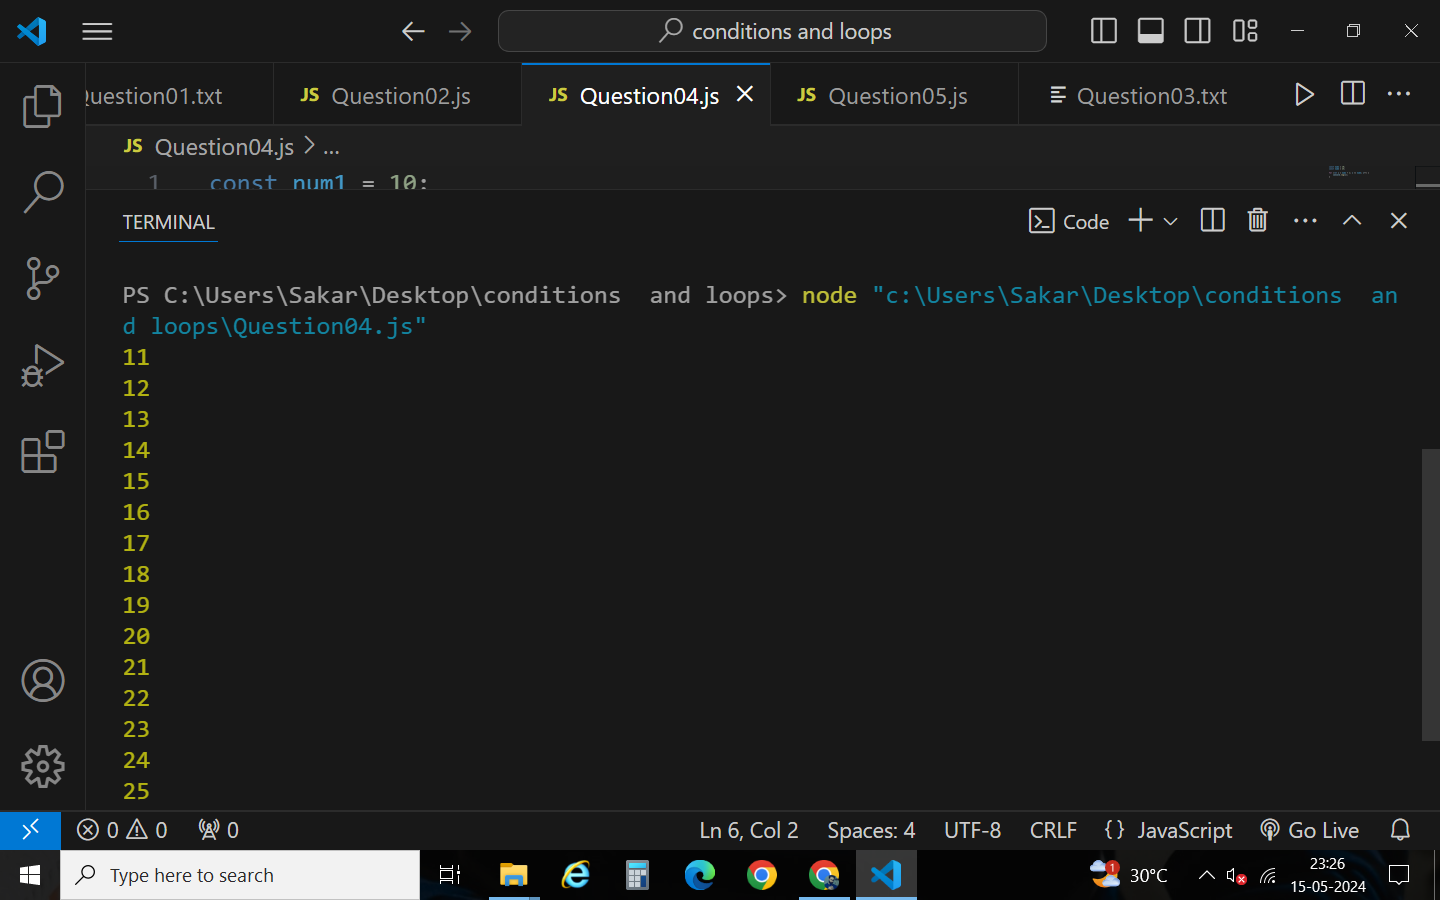 conditions and loops
Question01.txt
JS Question02.js
JS Question04.js
JS Question05.js
Question03.txt
JS Question04.js > ...
1 const num1 = 10;
TERMINAL
Code
PS C:\Users\Sakar\Desktop\conditions  and loops> node "c:\Users\Sakar\Desktop\conditions  an
d loops\Question04.js"
11
12
13
14
15
16
17
18
19
20
21
22
23
24
25
0 0 0 Ln 6, Col 2 Spaces: 4 UTF-8 CRLF {} JavaScript Go Live
Type here to search
1 30°C
23:26
15-05-2024